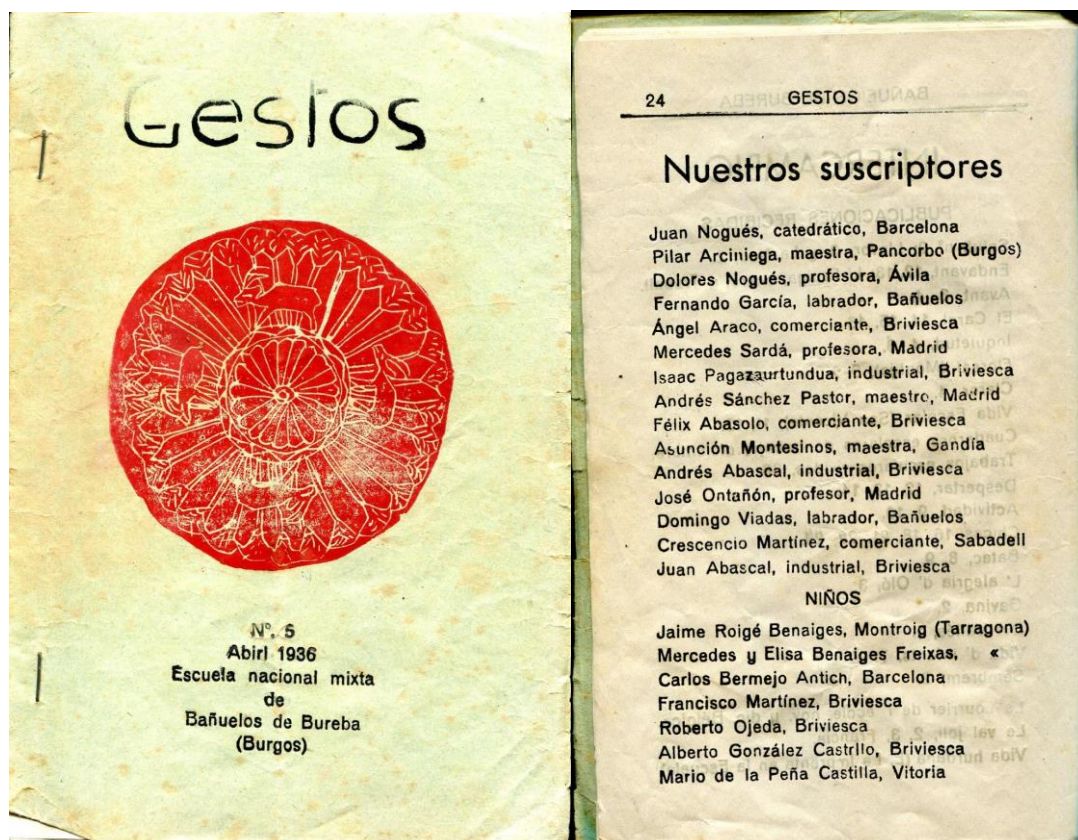 Gestos
Nº. 6
Abirl 1936
Escuela nacional mixta
de
Bañuelos de Bureba
(Burgos)
24 GESTOS
Nuestros suscriptores
Juan Nogués, catedrático, Barcelona
Pilar Arciniega, maestra, Pancorbo (Burgos)
Dolores Nogués, profesora, Ávila
Fernando García, labrador, Bañuelos
Ángel Araco, comerciante, Briviesca
Mercedes Sardá, profesora, Madrid
Isaac Pagazaurtundua, industrial, Briviesca
Andrés Sánchez Pastor, maestro, Madrid
Félix Abasolo, comerciante, Briviesca
Asunción Montesinos, maestra, Gandía
Andrés Abascal, industrial, Briviesca
José Ontañón, profesor, Madrid
Domingo Viadas, labrador, Bañuelos
Crescencio Martínez, comerciante, Sabadell
Juan Abascal, industrial, Briviesca
NIÑOS
Jaime Roigé Benaiges, Montroig (Tarragona)
Mercedes y Elisa Benaiges Freixas, «
Carlos Bermejo Antich, Barcelona
Francisco Martínez, Briviesca
Roberto Ojeda, Briviesca
Alberto González Castrllo, Briviesca
Mario de la Peña Castilla, Vitoria